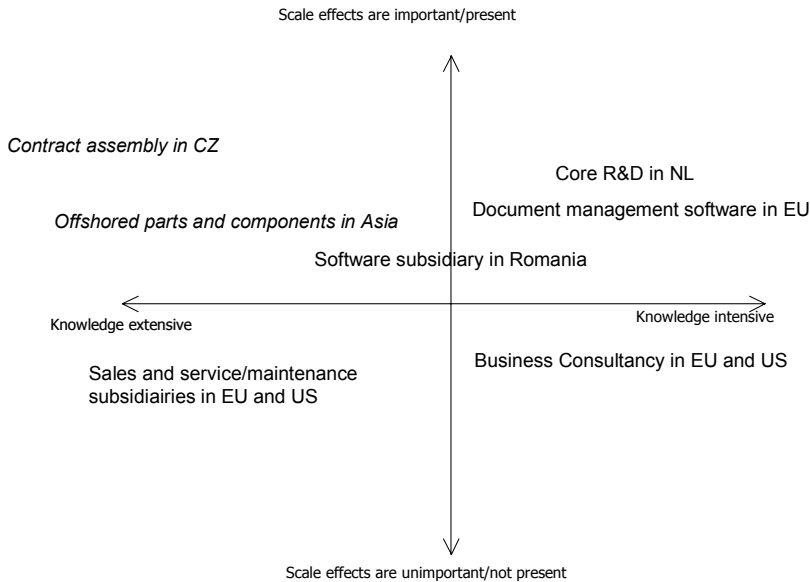 Scale effects are important/present
Contract assembly in CZ
Core R&D in NL
Document management software in EU
Offshored parts and components in Asia
Software subsidiary in Romania
Knowledge extensive
Knowledge intensive
Business Consultancy in EU and US
Sales and service/maintenance
subsidiairies in EU and US
Scale effects are unimportant/not present